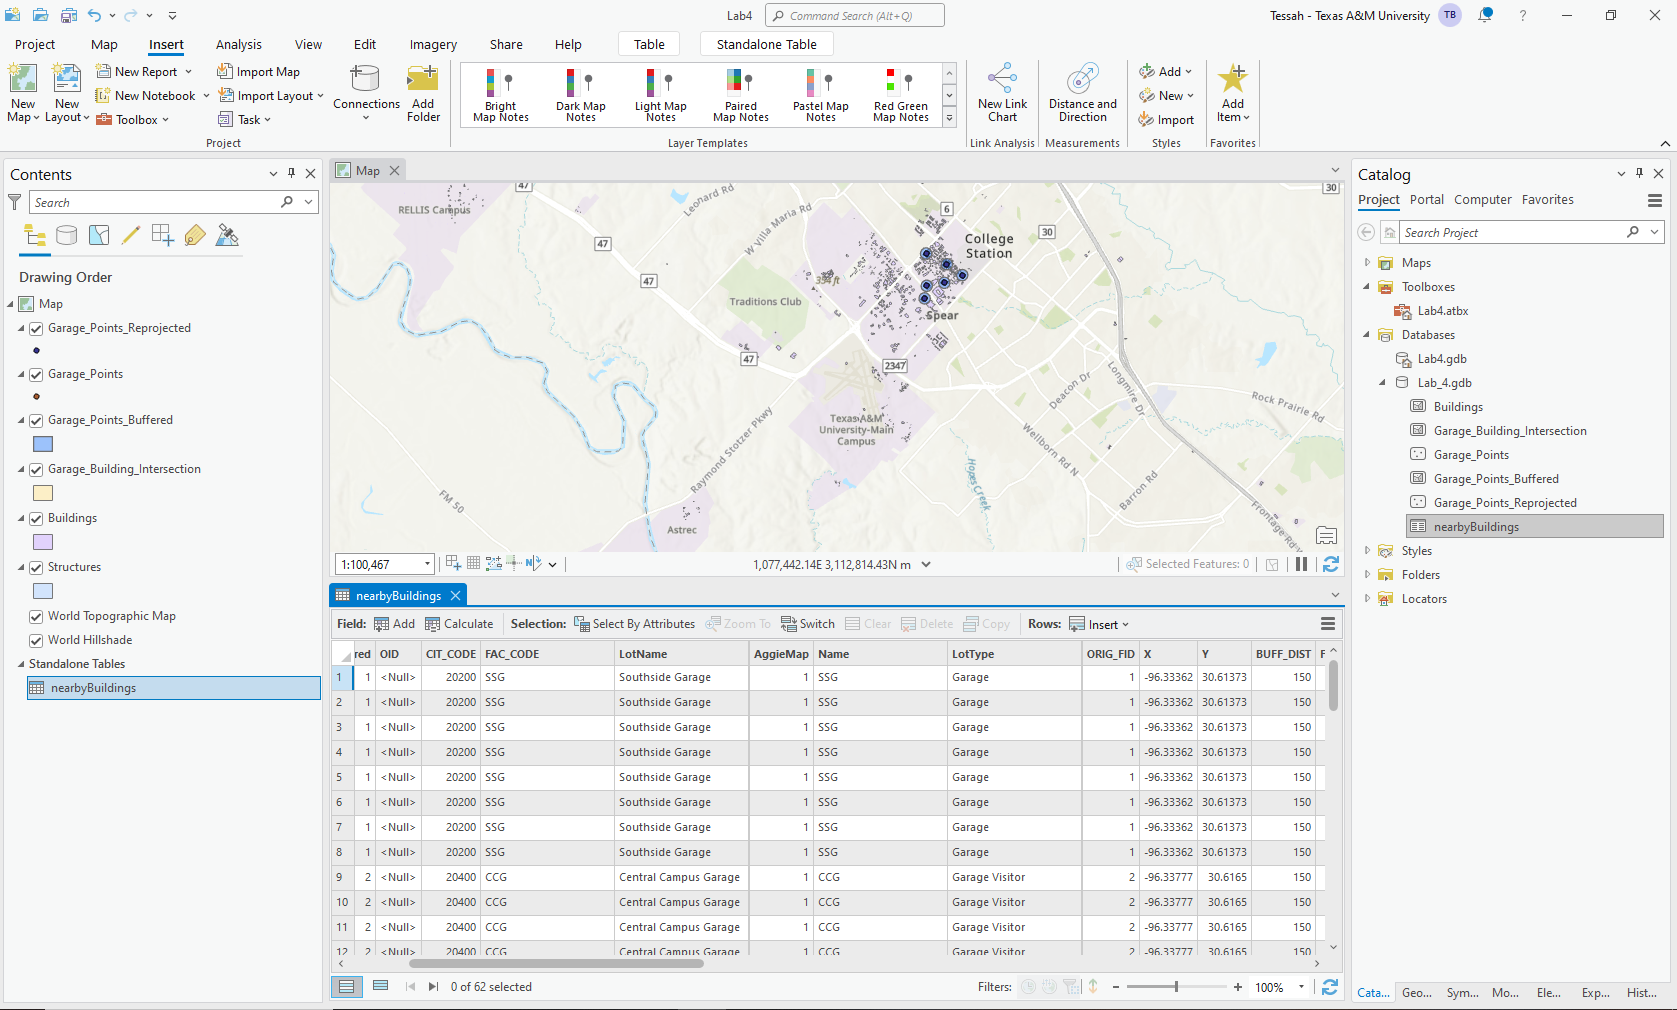 Lab4
Command Search (Alt+Q)
Tessah - Texas A&M University
TB
?
Project Map Insert Analysis View Edit Imagery Share Help Table Standalone Table
New Map
New Layout
New Report
New Notebook
Toolbox
Import Map
Import Layout
Task
Connections
Add Folder
Project
Bright Map Notes
Dark Map Notes
Light Map Notes
Paired Map Notes
Pastel Map Notes
Red Green Map Notes
Layer Templates
New Link Chart
Link Analysis
Distance and Direction
Measurements
Add
New
Import
Styles
Add Item
Favorites
Contents
Search
Drawing Order
Map
Garage_Points_Reprojected
Garage_Points
Garage_Points_Buffered
Garage_Building_Intersection
Buildings
Structures
World Topographic Map
World Hillshade
Standalone Tables
nearbyBuildings
Map
47
RELLIS Campus
Leonard Rd
W Villa Maria Rd
6
30
30
College Station
47
354 ft
47
Traditions Club
Spear
47
2347
Deacon Dr
Longmire Dr
Rock Prairie Rd
Texas A&M University-Main Campus
Raymond Stotzer Pkwy
Wellborn Rd N
Hopes Creek
Barron Rd
FM 50
Frontage Rd
Astrec
1:100,467
1,077,442.14E 3,112,814.43N m
Selected Features: 0
nearbyBuildings
Field: Add Calculate Selection: Select By Attributes Zoom To Switch Clear Delete Copy Rows: Insert
red OID CIT_CODE FAC_CODE LotName AggieMap Name LotType ORIG_FID X Y BUFF_DIST F
1 1 <Null> 20200 SSG Southside Garage 1 SSG Garage 1 -96.33362 30.61373 150
2 1 <Null> 20200 SSG Southside Garage 1 SSG Garage 1 -96.33362 30.61373 150
3 1 <Null> 20200 SSG Southside Garage 1 SSG Garage 1 -96.33362 30.61373 150
4 1 <Null> 20200 SSG Southside Garage 1 SSG Garage 1 -96.33362 30.61373 150
5 1 <Null> 20200 SSG Southside Garage 1 SSG Garage 1 -96.33362 30.61373 150
6 1 <Null> 20200 SSG Southside Garage 1 SSG Garage 1 -96.33362 30.61373 150
7 1 <Null> 20200 SSG Southside Garage 1 SSG Garage 1 -96.33362 30.61373 150
8 1 <Null> 20200 SSG Southside Garage 1 SSG Garage 1 -96.33362 30.61373 150
9 2 <Null> 20400 CCG Central Campus Garage 1 CCG Garage Visitor 2 -96.33777 30.6165 150
10 2 <Null> 20400 CCG Central Campus Garage 1 CCG Garage Visitor 2 -96.33777 30.6165 150
11 2 <Null> 20400 CCG Central Campus Garage 1 CCG Garage Visitor 2 -96.33777 30.6165 150
12 2 <Null> 20400 CCG Central Campus Garage 1 CCG Garage Visitor 2 -96.33777 30.6165 150
0 of 62 selected
Filters:
100%
Catalog
Project Portal Computer Favorites
Search Project
Maps
Toolboxes
Lab4.atbx
Databases
Lab4.gdb
Lab_4.gdb
Buildings
Garage_Building_Intersection
Garage_Points
Garage_Points_Buffered
Garage_Points_Reprojected
nearbyBuildings
Styles
Folders
Locators
Cata... Geo... Sym... Mo... Ele... Exp... Hist...